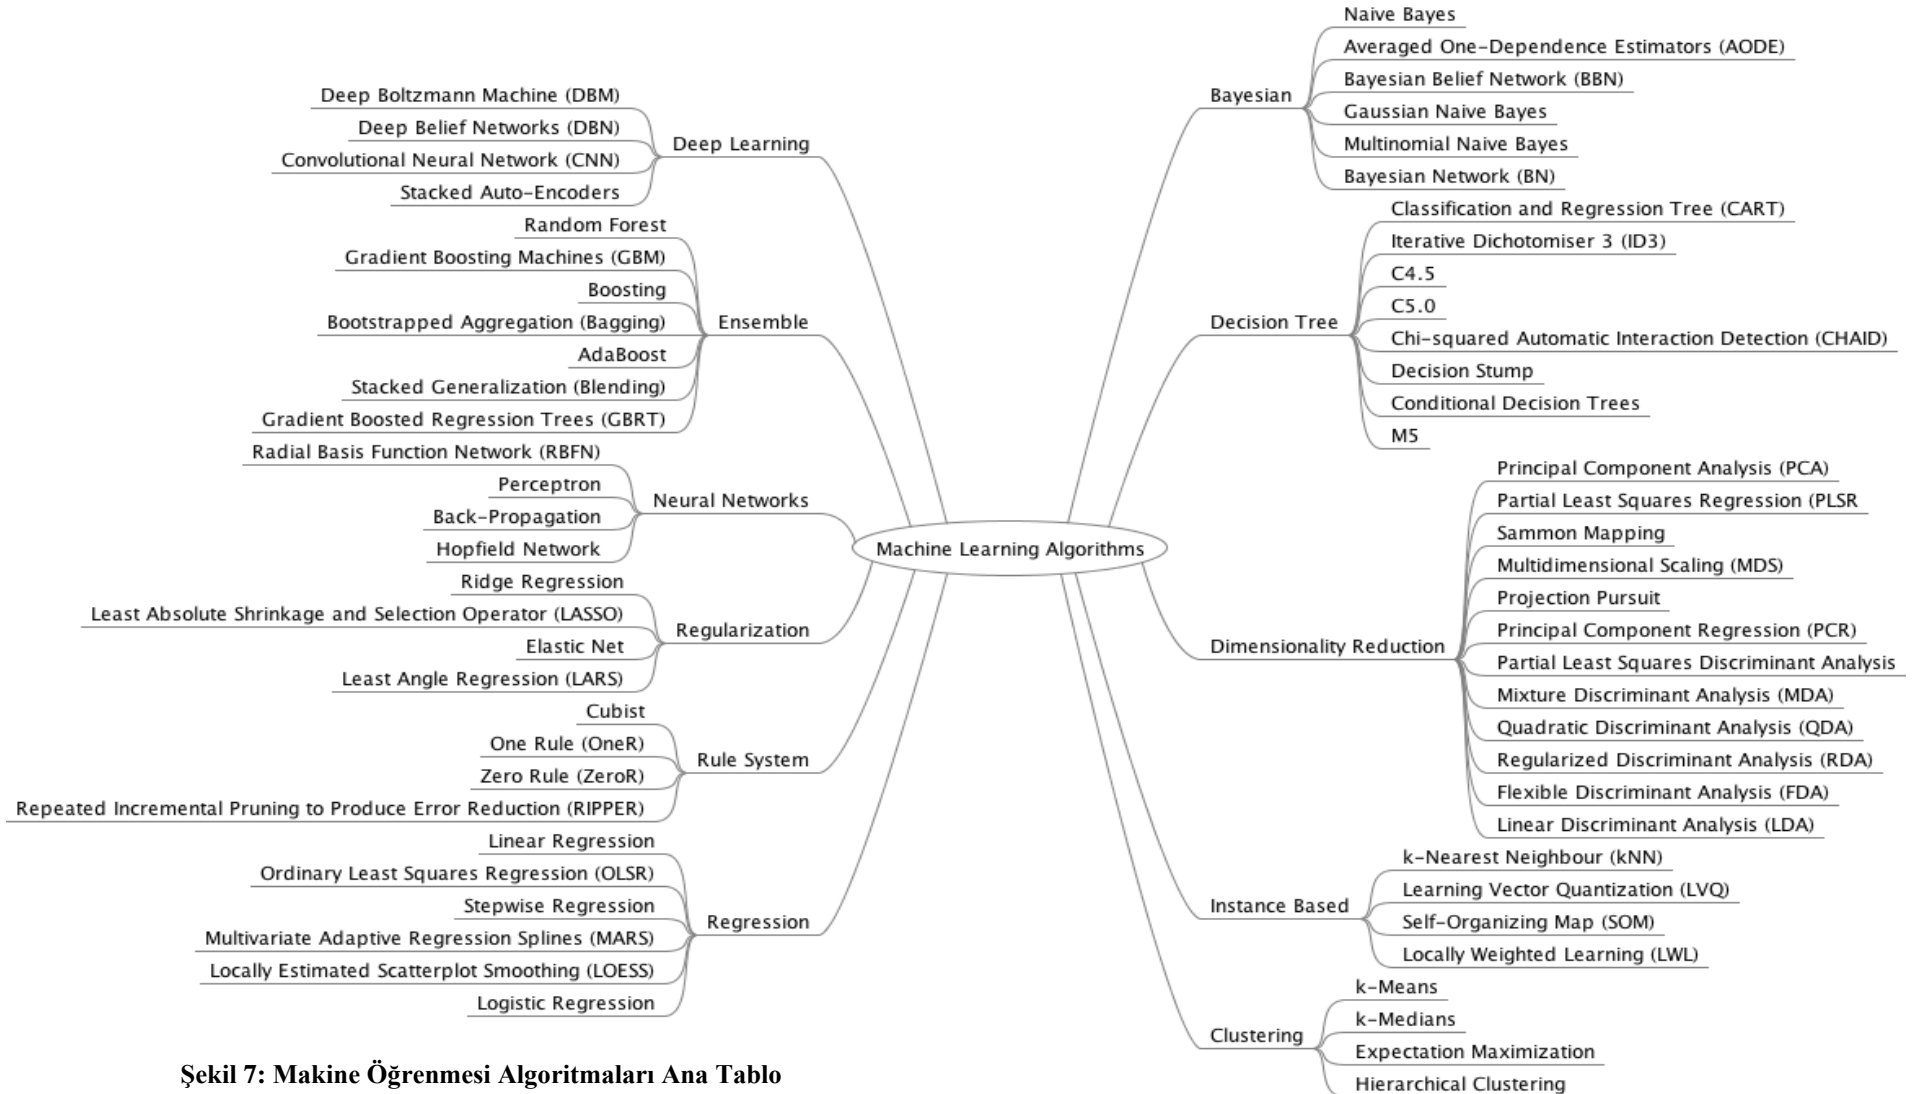 Deep Boltzmann Machine (DBM)
Deep Belief Networks (DBN)
Convolutional Neural Network (CNN)
Stacked Auto-Encoders
Deep Learning
Random Forest
Gradient Boosting Machines (GBM)
Boosting
Bootstrapped Aggregation (Bagging)
AdaBoost
Stacked Generalization (Blending)
Gradient Boosted Regression Trees (GBRT)
Ensemble
Radial Basis Function Network (RBFN)
Perceptron
Back-Propagation
Hopfield Network
Neural Networks
Ridge Regression
Least Absolute Shrinkage and Selection Operator (LASSO)
Elastic Net
Least Angle Regression (LARS)
Regularization
Cubist
One Rule (OneR)
Zero Rule (ZeroR)
Repeated Incremental Pruning to Produce Error Reduction (RIPPER)
Rule System
Linear Regression
Ordinary Least Squares Regression (OLSR)
Stepwise Regression
Multivariate Adaptive Regression Splines (MARS)
Locally Estimated Scatterplot Smoothing (LOESS)
Logistic Regression
Regression
Machine Learning Algorithms
Bayesian
Naive Bayes
Averaged One-Dependence Estimators (AODE)
Bayesian Belief Network (BBN)
Gaussian Naive Bayes
Multinomial Naive Bayes
Bayesian Network (BN)
Decision Tree
Classification and Regression Tree (CART)
Iterative Dichotomiser 3 (ID3)
C4.5
C5.0
Chi-squared Automatic Interaction Detection (CHAID)
Decision Stump
Conditional Decision Trees
M5
Dimensionality Reduction
Principal Component Analysis (PCA)
Partial Least Squares Regression (PLSR
Sammon Mapping
Multidimensional Scaling (MDS)
Projection Pursuit
Principal Component Regression (PCR)
Partial Least Squares Discriminant Analysis
Mixture Discriminant Analysis (MDA)
Quadratic Discriminant Analysis (QDA)
Regularized Discriminant Analysis (RDA)
Flexible Discriminant Analysis (FDA)
Linear Discriminant Analysis (LDA)
Instance Based
k-Nearest Neighbour (kNN)
Learning Vector Quantization (LVQ)
Self-Organizing Map (SOM)
Locally Weighted Learning (LWL)
Clustering
k-Means
k-Medians
Expectation Maximization
Hierarchical Clustering
Şekil 7: Makine Öğrenmesi Algoritmaları Ana Tablo